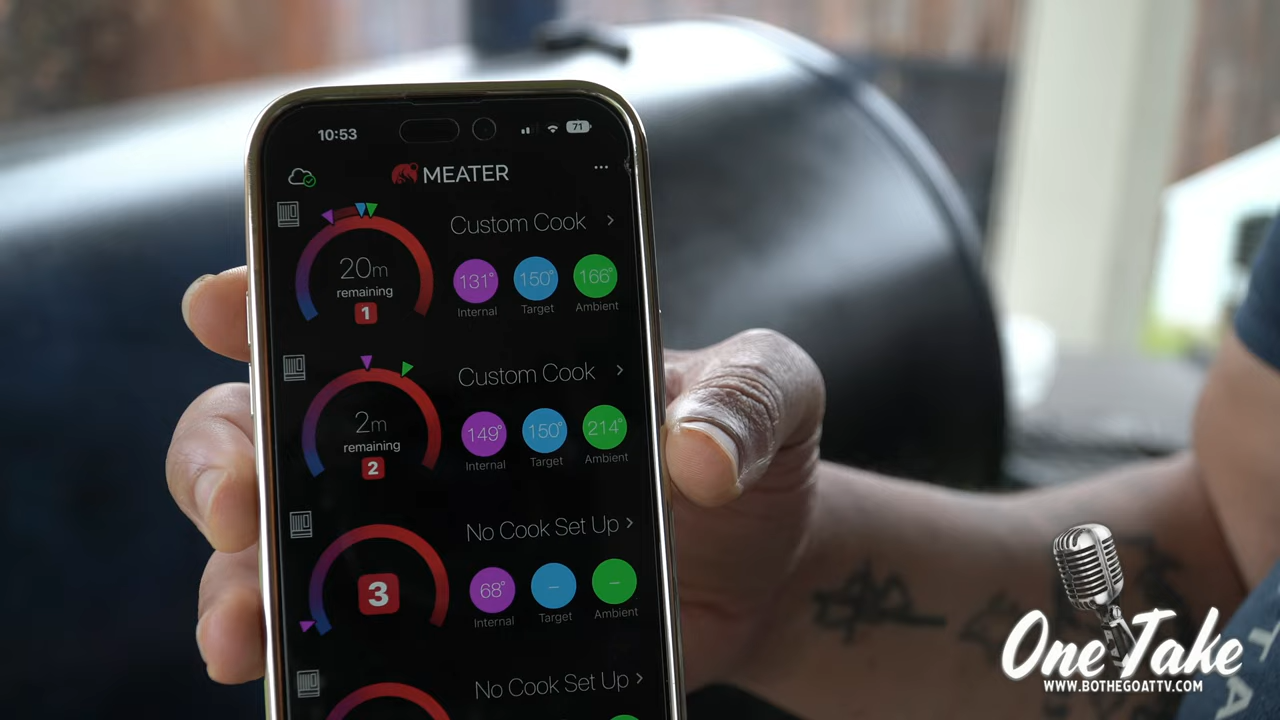 10:53
71
MEATER
Custom Cook
20m
remaining
1
131° 150° 166°
Internal Target Ambient
Custom Cook
2m
remaining
2
149° 150° 214°
Internal Target Ambient
No Cook Set Up
3
68° – –
Internal Target Ambient
No Cook Set Up
One Take
WWW.BOTHEGOATTV.COM